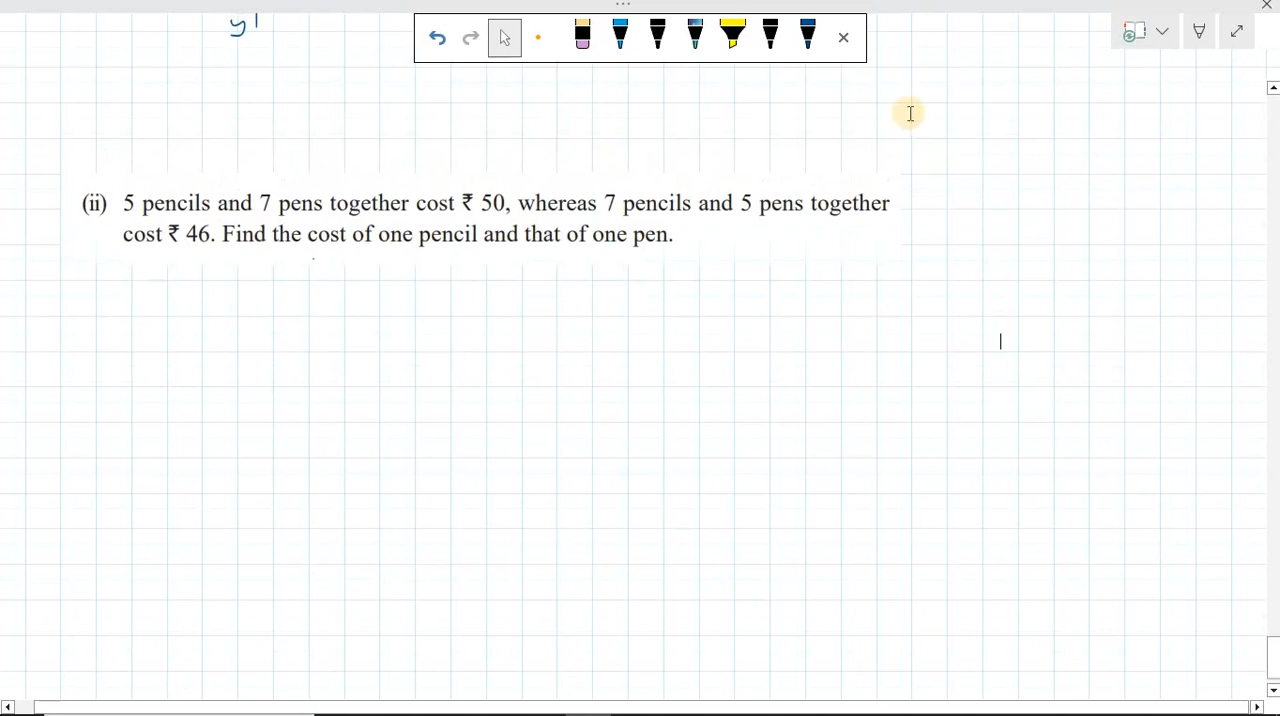 y
(ii) 5 pencils and 7 pens together cost ₹ 50, whereas 7 pencils and 5 pens together
cost ₹ 46. Find the cost of one pencil and that of one pen.